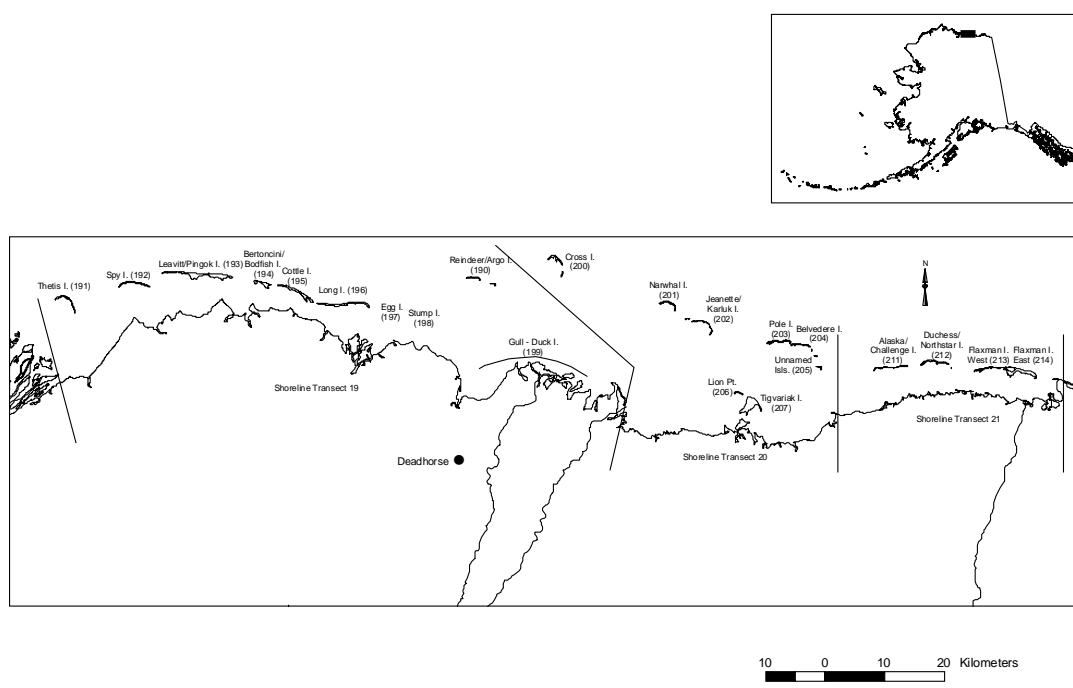 Thetis I. (191)
Spy I. (192)
Leavitt/Pingok I. (193)
Bertoncini/
Bodfish I.
(194)
Cottle I.
(195)
Long I. (196)
Egg I.
(197)
Stump I.
(198)
Reindeer/Argo I.
(190)
Cross I.
(200)
Gull - Duck I.
(199)
Narwhal I.
(201)
Jeanette/
Karluk I.
(202)
Pole I.
(203)
Belvedere I.
(204)
Unnamed
Isls. (205)
Lion Pt.
(206)
Tigvariak I.
(207)
Alaska/
Challenge I.
(211)
Duchess/
Northstar I.
(212)
Flaxman I.
West (213)
Flaxman I.
East (214)
N
Shoreline Transect 19
Shoreline Transect 20
Shoreline Transect 21
Deadhorse
10 0 10 20 Kilometers